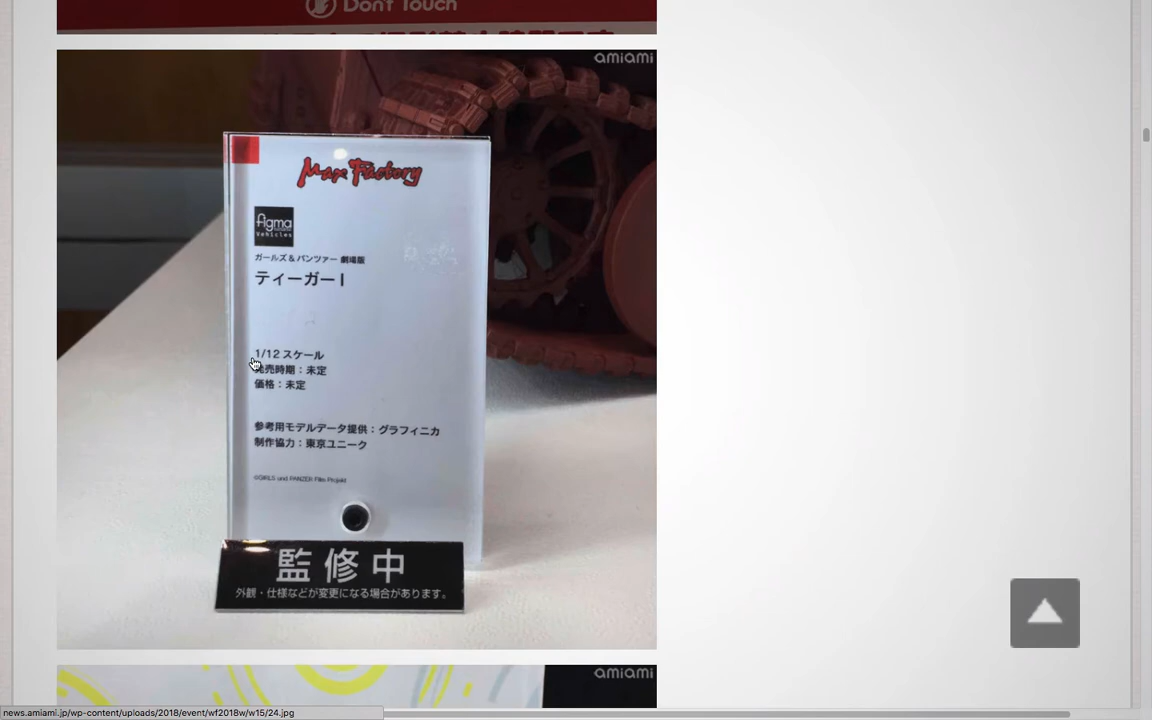 Don't Touch
amiami
Max Factory
figma
Vehicles
ガールズ&パンツァー 劇場版
ティーガーI
1/12 スケール
発売時期：未定
価格：未定
参考用モデルデータ提供：グラフィニカ
制作協力：東京ユニーク
©GIRLS und PANZER Film Projekt
監修中
外観・仕様などが変更になる場合があります。
amiami
news.amiami.jp/wp-content/uploads/2018/event/wf2018w/w15/24.jpg